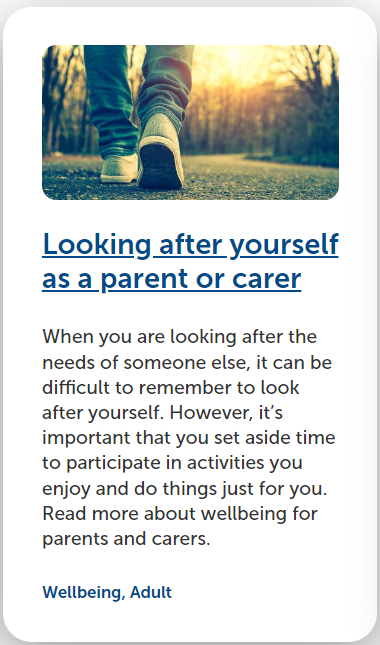 Looking after yourself
as a parent or carer
When you are looking after the
needs of someone else, it can be
difficult to remember to look
after yourself. However, it’s
important that you set aside time
to participate in activities you
enjoy and do things just for you.
Read more about wellbeing for
parents and carers.
Wellbeing, Adult